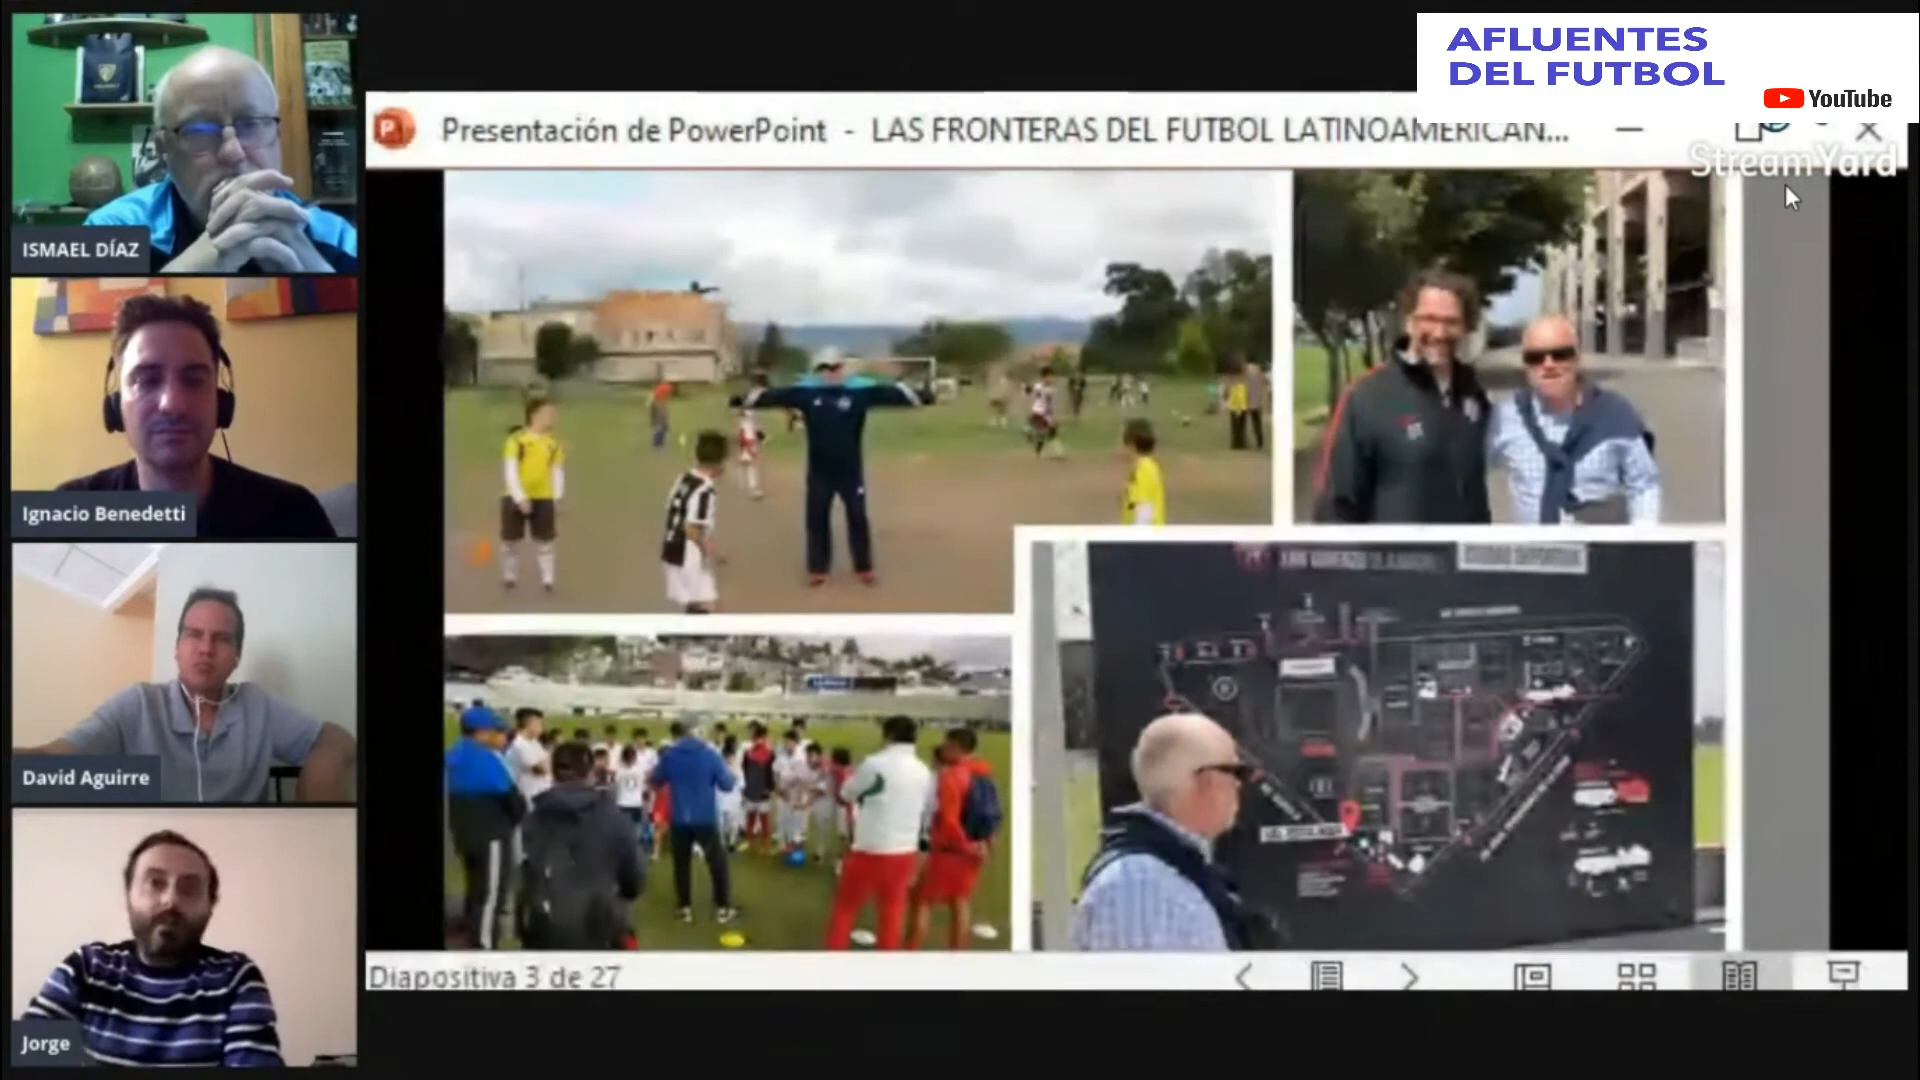 AFLUENTES
DEL FUTBOL
YouTube
Presentación de PowerPoint - LAS FRONTERAS DEL FUTBOL LATINOAMERICAN...
StreamYard
ISMAEL DÍAZ
Ignacio Benedetti
David Aguirre
Jorge
Diapositiva 3 de 27